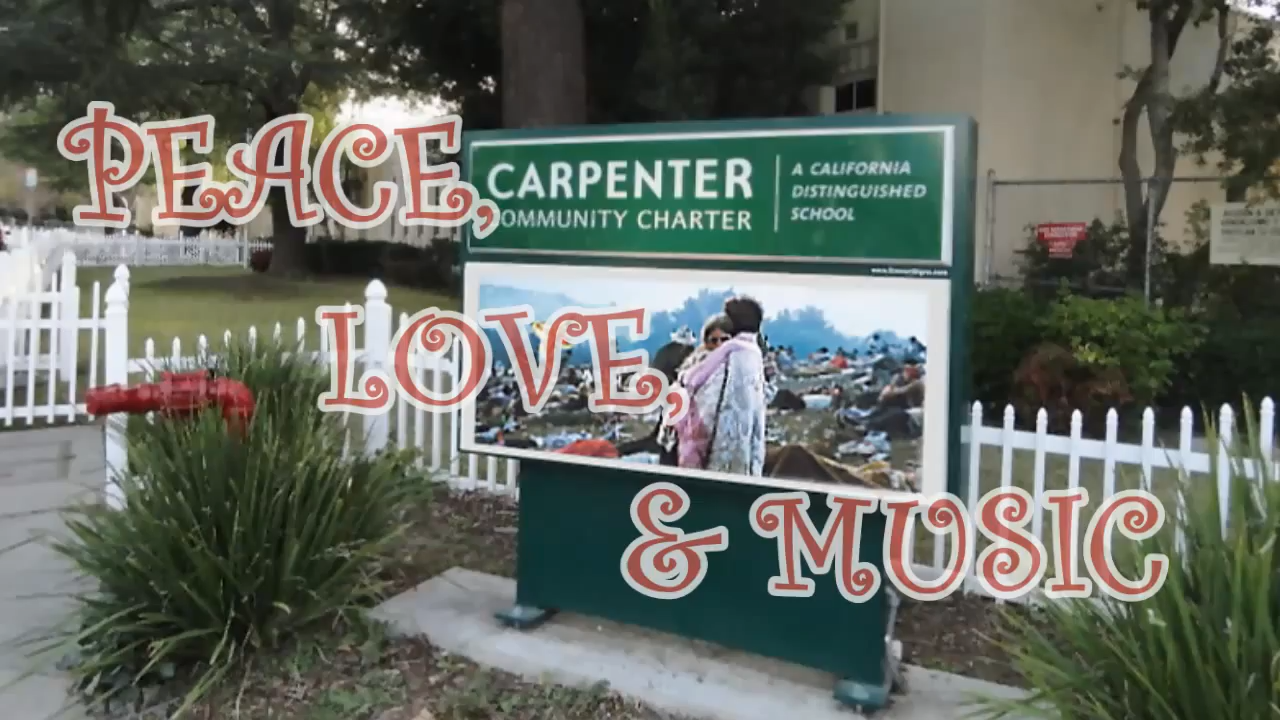 PEACE,
CARPENTER
COMMUNITY CHARTER
A CALIFORNIA
DISTINGUISHED
SCHOOL
LOVE,
& MUSIC